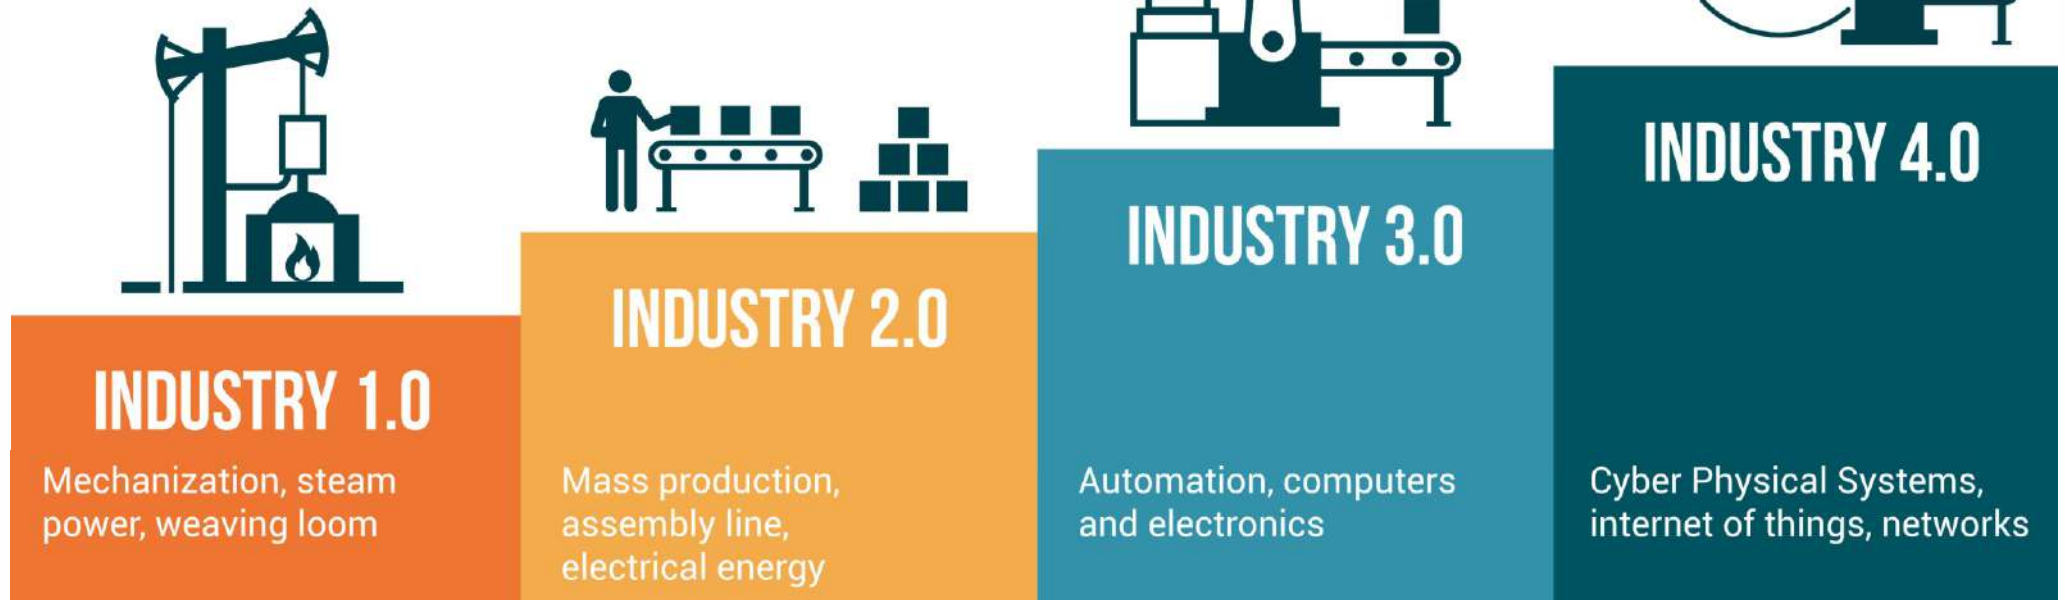 INDUSTRY 1.0
Mechanization, steam
power, weaving loom
INDUSTRY 2.0
Mass production,
assembly line,
electrical energy
INDUSTRY 3.0
Automation, computers
and electronics
INDUSTRY 4.0
Cyber Physical Systems,
internet of things, networks